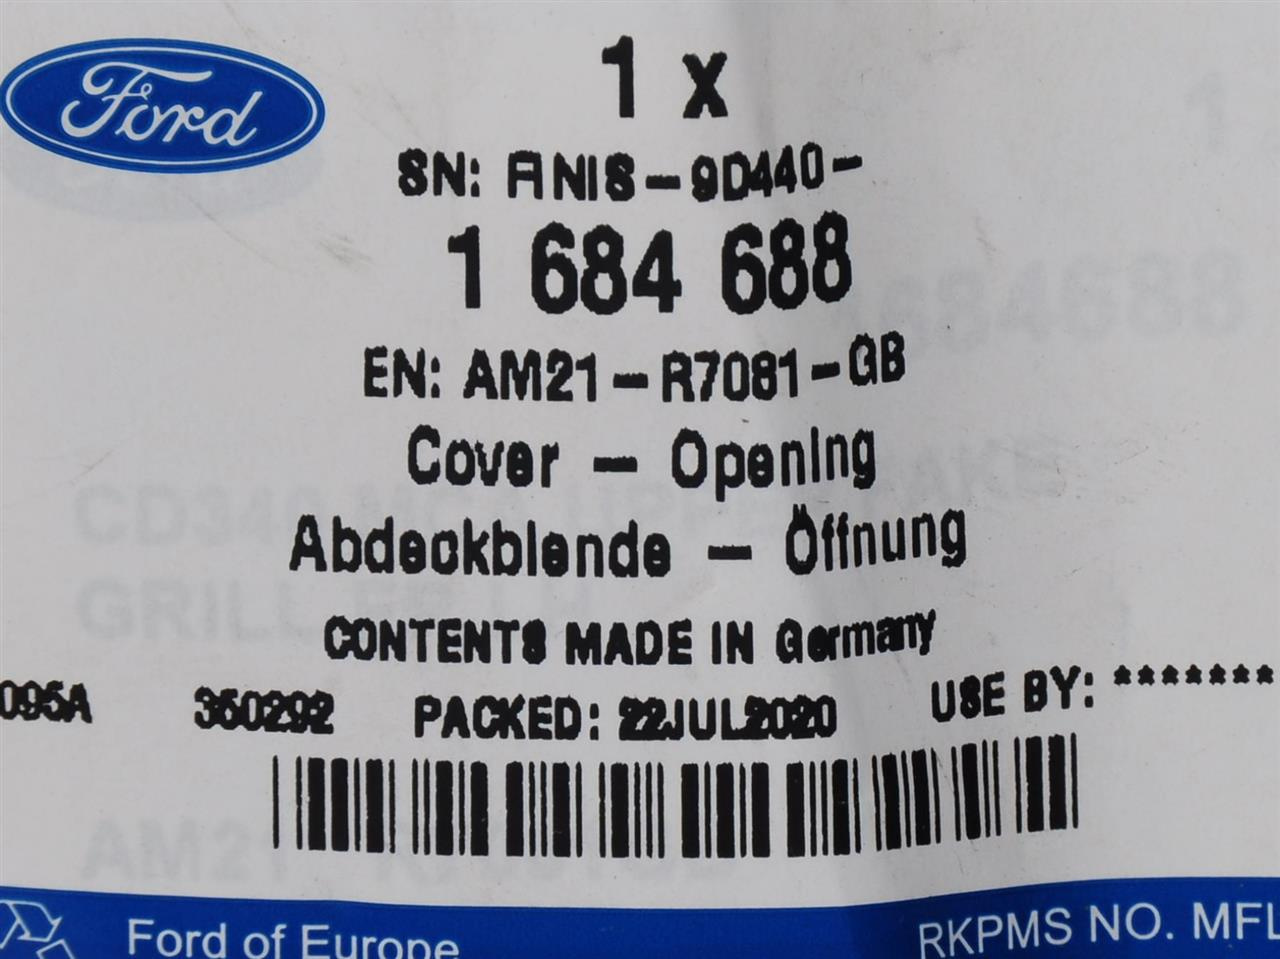 Ford
1 x
SN: ANIS-9D440-
1 684 688
EN: AM21-R7081-GB
Cover - Opening
Abdeckblende - Öffnung
CONTENTS MADE IN Germany
095A 350292 PACKED: 22JUL2020 USE BY: *******
Ford of Europe RKPMS NO. MFL